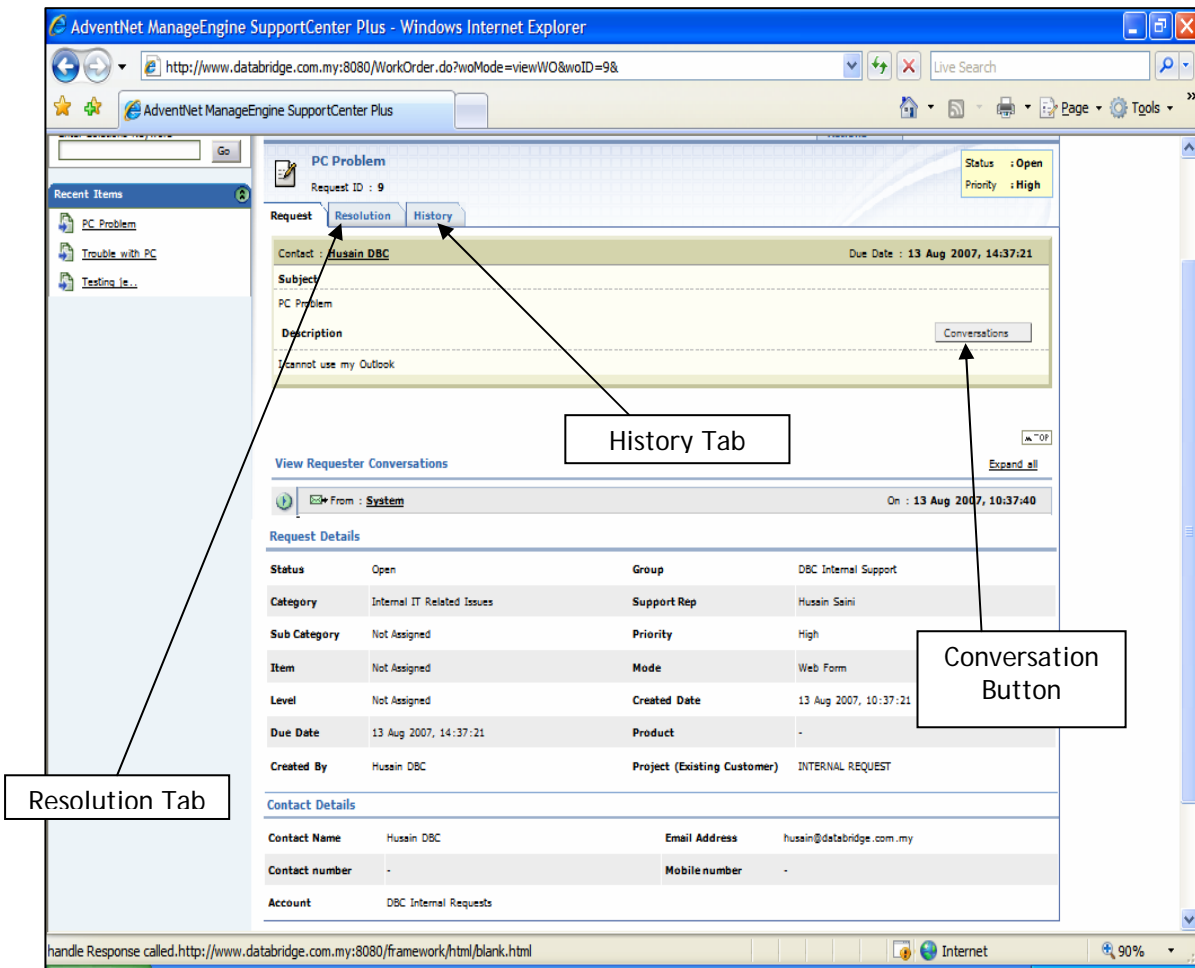 AdventNet ManageEngine SupportCenter Plus - Windows Internet Explorer
http://www.databridge.com.my:8080/WorkOrder.do?woMode=viewWO&woID=9&
Live Search
AdventNet ManageEngine SupportCenter Plus
Page
Tools
Go
Recent Items
PC Problem
Trouble with PC
Testing je..
PC Problem
Request ID : 9
Status : Open
Priority : High
Request Resolution History
Contact : Husain DBC Due Date : 13 Aug 2007, 14:37:21
Subject
PC Problem
Description Conversations
I cannot use my Outlook
History Tab
TOP
View Requester Conversations Expand all
From : System On : 13 Aug 2007, 10:37:40
Request Details
Status Open Group DBC Internal Support
Category Internal IT Related Issues Support Rep Husain Saini
Sub Category Not Assigned Priority High
Item Not Assigned Mode Web Form
Level Not Assigned Created Date 13 Aug 2007, 10:37:21
Due Date 13 Aug 2007, 14:37:21 Product -
Created By Husain DBC Project (Existing Customer) INTERNAL REQUEST
Conversation
Button
Resolution Tab
Contact Details
Contact Name Husain DBC Email Address husain@databridge.com.my
Contact number - Mobile number -
Account DBC Internal Requests
handle Response called.http://www.databridge.com.my:8080/framework/html/blank.html
Internet
90%